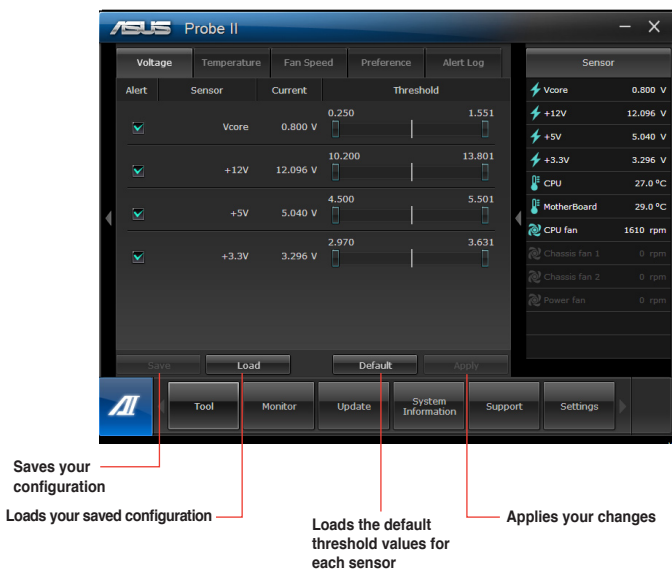 ASUS Probe II
Voltage Temperature Fan Speed Preference Alert Log
Alert Sensor Current Threshold
Vcore 0.800 V 0.250 1.551
+12V 12.096 V 10.200 13.801
+5V 5.040 V 4.500 5.501
+3.3V 3.296 V 2.970 3.631
Save Load Default Apply
Sensor
Vcore 0.800 V
+12V 12.096 V
+5V 5.040 V
+3.3V 3.296 V
CPU 27.0 ºC
MotherBoard 29.0 ºC
CPU fan 1610 rpm
Chassis fan 1 0 rpm
Chassis fan 2 0 rpm
Power fan 0 rpm
Tool Monitor Update System Information Support Settings
Saves your
configuration
Loads your saved configuration
Loads the default
threshold values for
each sensor
Applies your changes